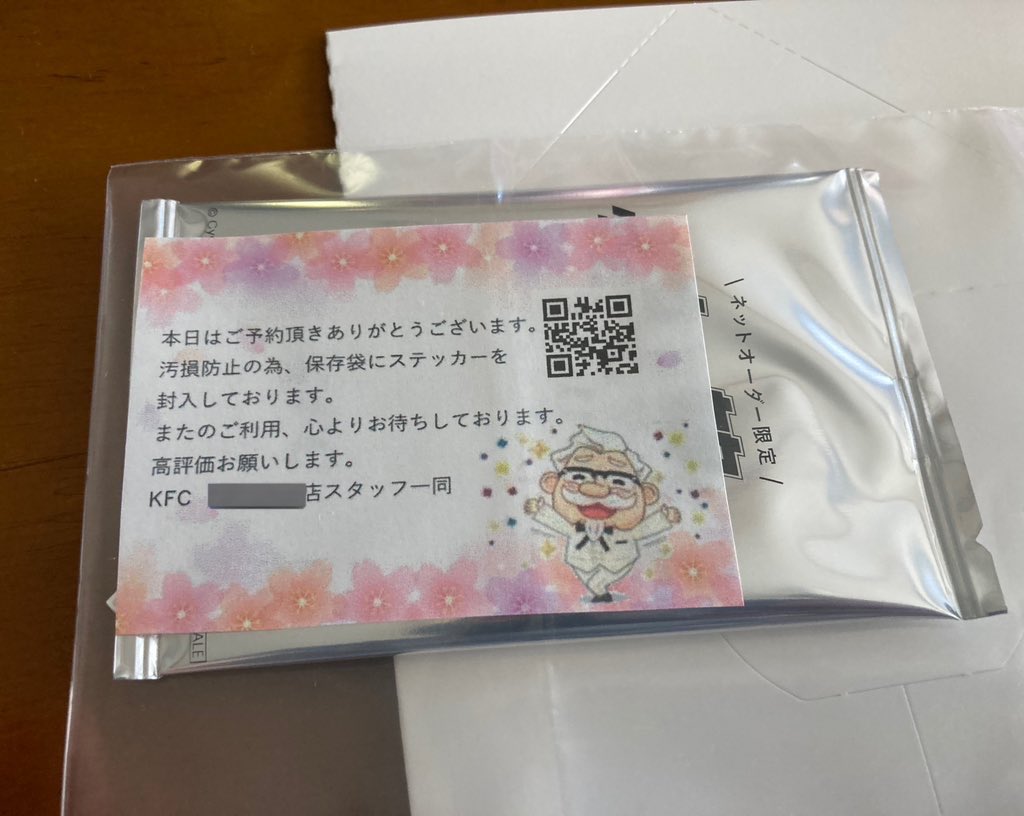 本日はご予約頂きありがとうございます。
汚損防止の為、保存袋にステッカーを
封入しております。
またのご利用、心よりお待ちしております。
高評価お願いします。
KFC 店スタッフ一同
\ ネットオーダー限定 /
© Cy
ALE